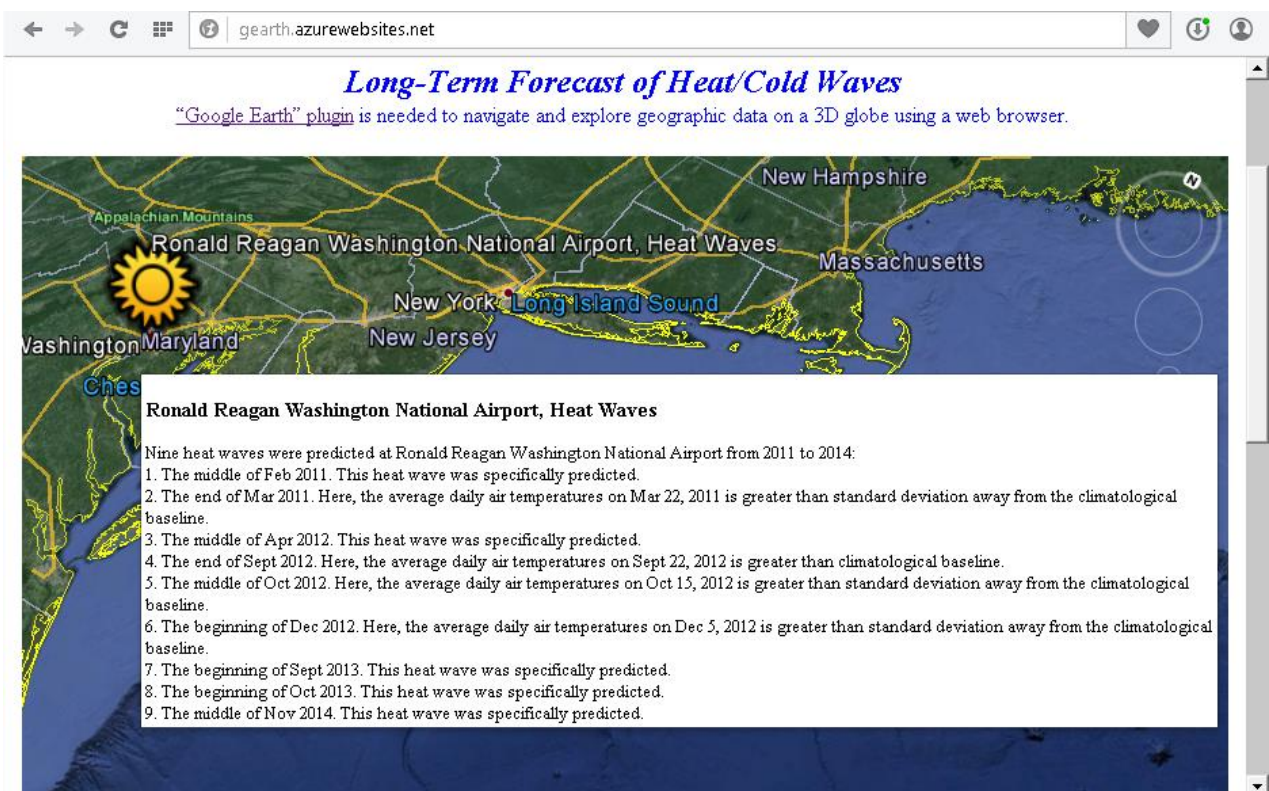 gearth.azurewebsites.net
Long-Term Forecast of Heat/Cold Waves
“Google Earth” plugin is needed to navigate and explore geographic data on a 3D globe using a web browser.
New Hampshire
N
Appalachian Mountains
Ronald Reagan Washington National Airport, Heat Waves
Massachusetts
New York
Long Island Sound
Washington
Maryland
New Jersey
Ches
Ronald Reagan Washington National Airport, Heat Waves
Nine heat waves were predicted at Ronald Reagan Washington National Airport from 2011 to 2014:
1. The middle of Feb 2011. This heat wave was specifically predicted.
2. The end of Mar 2011. Here, the average daily air temperatures on Mar 22, 2011 is greater than standard deviation away from the climatological
baseline.
3. The middle of Apr 2012. This heat wave was specifically predicted.
4. The end of Sept 2012. Here, the average daily air temperatures on Sept 22, 2012 is greater than climatological baseline.
5. The middle of Oct 2012. Here, the average daily air temperatures on Oct 15, 2012 is greater than standard deviation away from the climatological
baseline.
6. The beginning of Dec 2012. Here, the average daily air temperatures on Dec 5, 2012 is greater than standard deviation away from the climatological
baseline.
7. The beginning of Sept 2013. This heat wave was specifically predicted.
8. The beginning of Oct 2013. This heat wave was specifically predicted.
9. The middle of Nov 2014. This heat wave was specifically predicted.